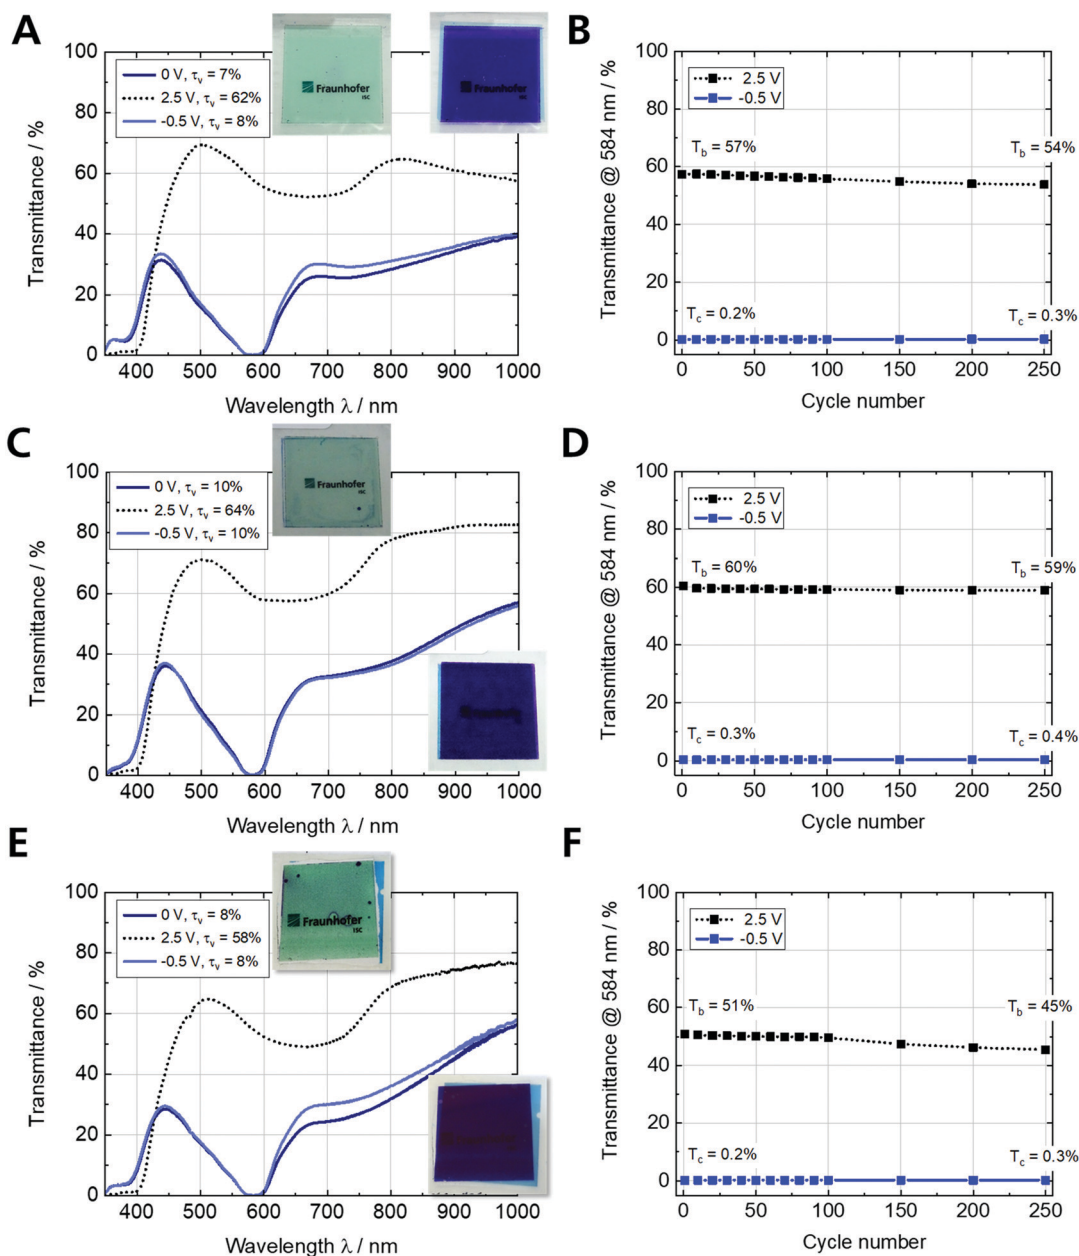 A
100
80
60
40
20
0
Transmittance / %
0 V, τv = 7%
2.5 V, τv = 62%
-0.5 V, τv = 8%
Fraunhofer
ISC
Fraunhofer
ISC
400 500 600 700 800 900 1000
Wavelength λ / nm
B
100
80
60
40
20
0
Transmittance @ 584 nm / %
2.5 V
-0.5 V
Tb = 57%
Tb = 54%
Tc = 0.2%
Tc = 0.3%
0 50 100 150 200 250
Cycle number
C
100
80
60
40
20
0
Transmittance / %
0 V, τv = 10%
2.5 V, τv = 64%
-0.5 V, τv = 10%
Fraunhofer
ISC
400 500 600 700 800 900 1000
Wavelength λ / nm
D
100
80
60
40
20
0
Transmittance @ 584 nm / %
2.5 V
-0.5 V
Tb = 60%
Tb = 59%
Tc = 0.3%
Tc = 0.4%
0 50 100 150 200 250
Cycle number
E
100
80
60
40
20
0
Transmittance / %
0 V, τv = 8%
2.5 V, τv = 58%
-0.5 V, τv = 8%
Fraunhofer
ISC
Fraunhofer
400 500 600 700 800 900 1000
Wavelength λ / nm
F
100
80
60
40
20
0
Transmittance @ 584 nm / %
2.5 V
-0.5 V
Tb = 51%
Tb = 45%
Tc = 0.2%
Tc = 0.3%
0 50 100 150 200 250
Cycle number